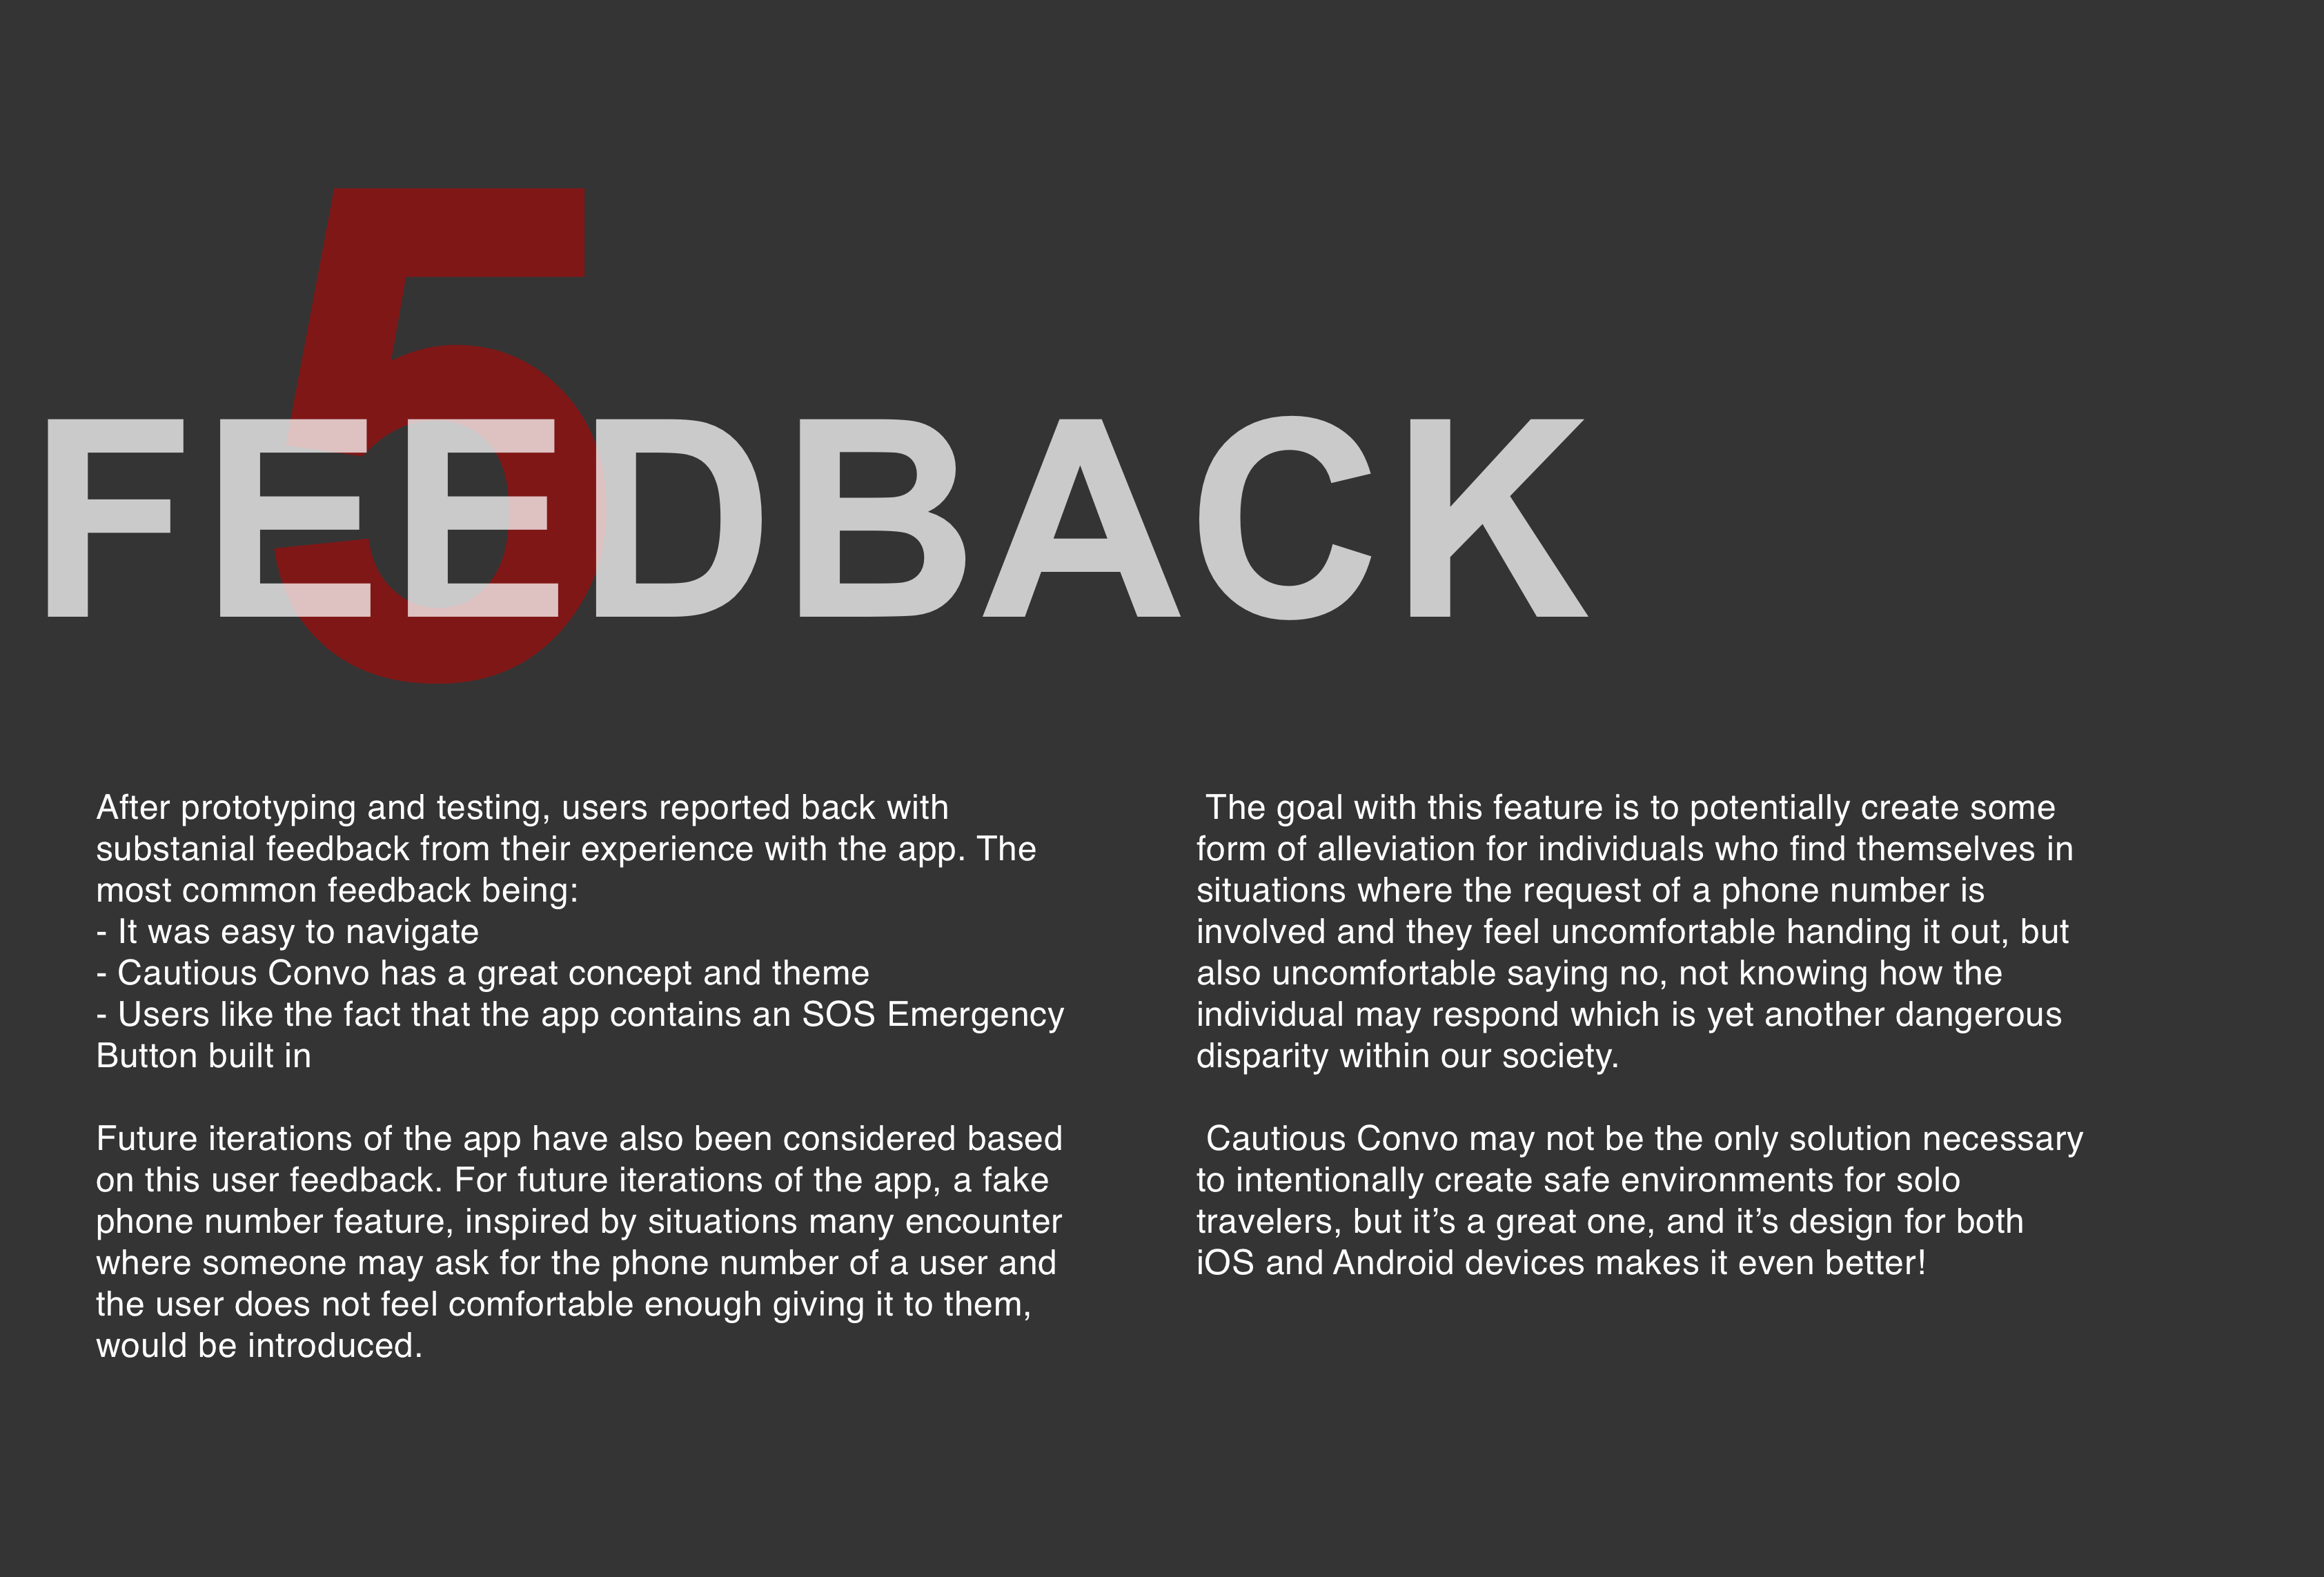 5
FEEDBACK
After prototyping and testing, users reported back with
substanial feedback from their experience with the app. The
most common feedback being:
- It was easy to navigate
- Cautious Convo has a great concept and theme
- Users like the fact that the app contains an SOS Emergency
Button built in
Future iterations of the app have also been considered based
on this user feedback. For future iterations of the app, a fake
phone number feature, inspired by situations many encounter
where someone may ask for the phone number of a user and
the user does not feel comfortable enough giving it to them,
would be introduced.
The goal with this feature is to potentially create some
form of alleviation for individuals who find themselves in
situations where the request of a phone number is
involved and they feel uncomfortable handing it out, but
also uncomfortable saying no, not knowing how the
individual may respond which is yet another dangerous
disparity within our society.
Cautious Convo may not be the only solution necessary
to intentionally create safe environments for solo
travelers, but it’s a great one, and it’s design for both
iOS and Android devices makes it even better!